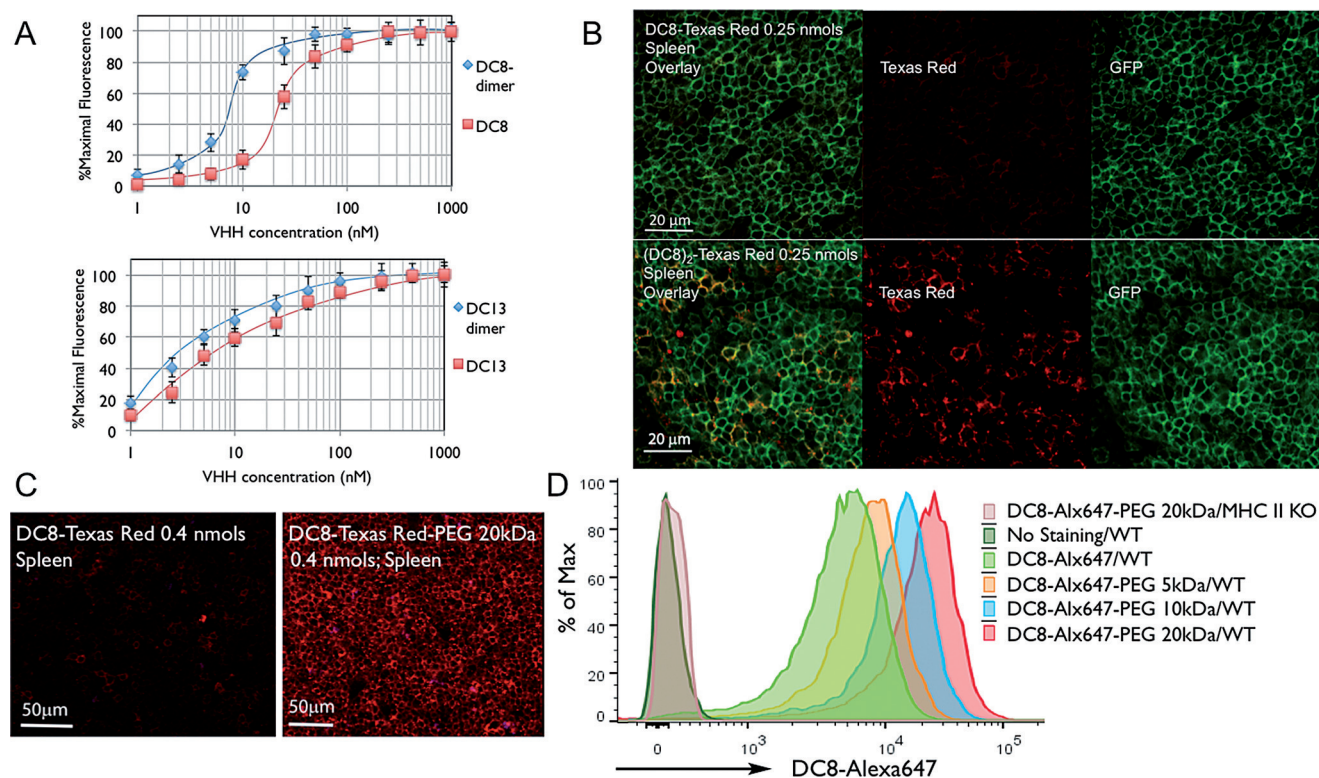 A
%Maximal Fluorescence
100
80
60
40
20
0
1
10
100
1000
VHH concentration (nM)
DC8-
dimer
DC8
%Maximal Fluorescence
100
80
60
40
20
0
1
10
100
1000
VHH concentration (nM)
DC13
dimer
DC13
B
DC8-Texas Red 0.25 nmols
Spleen
Overlay
Texas Red
GFP
20 μm
(DC8)2-Texas Red 0.25 nmols
Spleen
Overlay
Texas Red
GFP
20 μm
C
DC8-Texas Red 0.4 nmols
Spleen
50μm
DC8-Texas Red-PEG 20kDa
0.4 nmols; Spleen
50μm
D
% of Max
100
80
60
40
20
0
0
10³
10⁴
10⁵
DC8-Alexa647
DC8-Alx647-PEG 20kDa/MHC II KO
No Staining/WT
DC8-Alx647/WT
DC8-Alx647-PEG 5kDa/WT
DC8-Alx647-PEG 10kDa/WT
DC8-Alx647-PEG 20kDa/WT